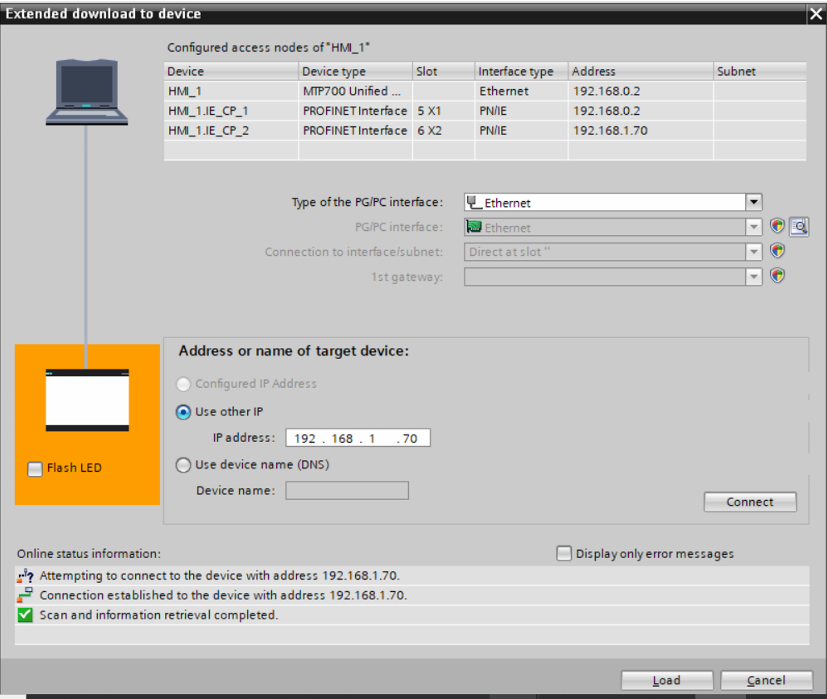 Extended download to device
Configured access nodes of "HMI_1"
Device Device type Slot Interface type Address Subnet
HMI_1 MTP700 Unified ... Ethernet 192.168.0.2
HMI_1.IE_CP_1 PROFINET Interface 5 X1 PN/IE 192.168.0.2
HMI_1.IE_CP_2 PROFINET Interface 6 X2 PN/IE 192.168.1.70
Type of the PG/PC interface: Ethernet
PG/PC interface: Ethernet
Connection to interface/subnet: Direct at slot ''
1st gateway:
Address or name of target device:
Configured IP Address
Use other IP
IP address: 192 . 168 . 1 .70
Flash LED
Use device name (DNS)
Device name:
Connect
Online status information:
Display only error messages
Attempting to connect to the device with address 192.168.1.70.
Connection established to the device with address 192.168.1.70.
Scan and information retrieval completed.
Load Cancel